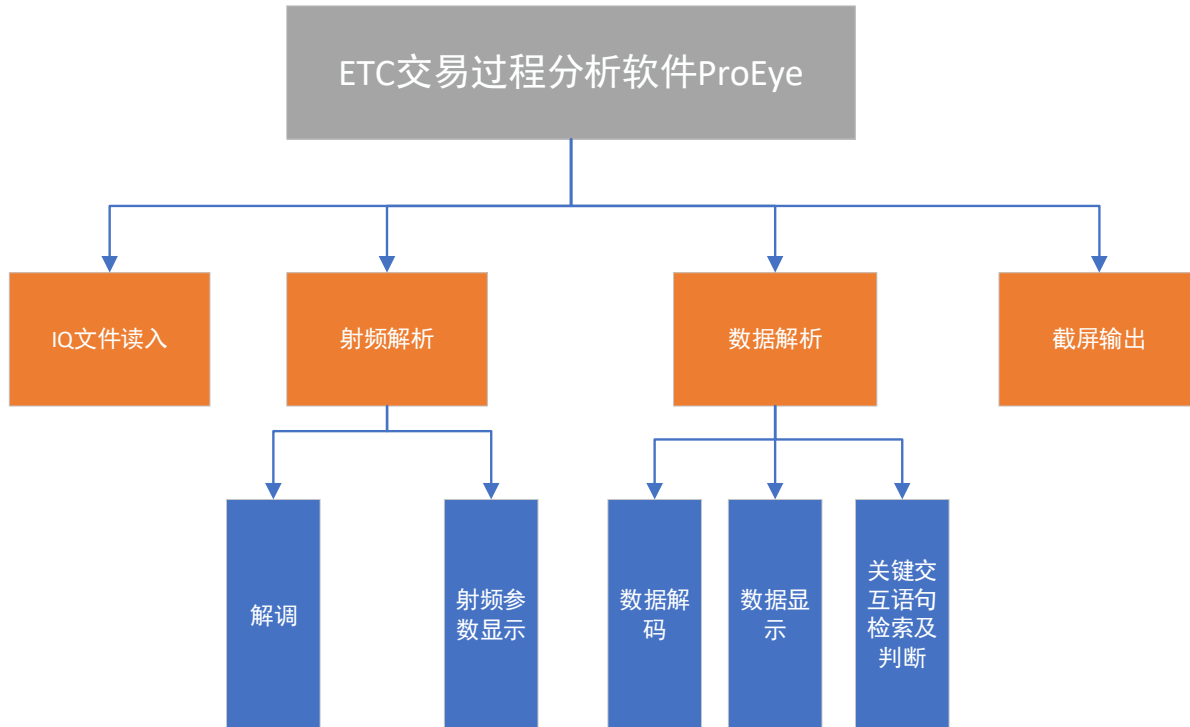 ETC交易过程分析软件ProEye
IQ文件读入
射频解析
数据解析
截屏输出
解调
射频参
数显示
数据解
码
数据显
示
关键交
互语句
检索及
判断